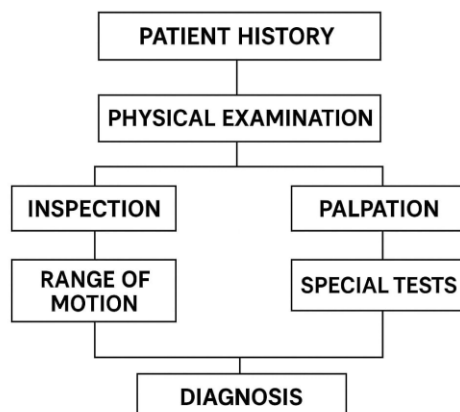 PATIENT HISTORY
PHYSICAL EXAMINATION
INSPECTION
PALPATION
RANGE OF
MOTION
SPECIAL TESTS
DIAGNOSIS